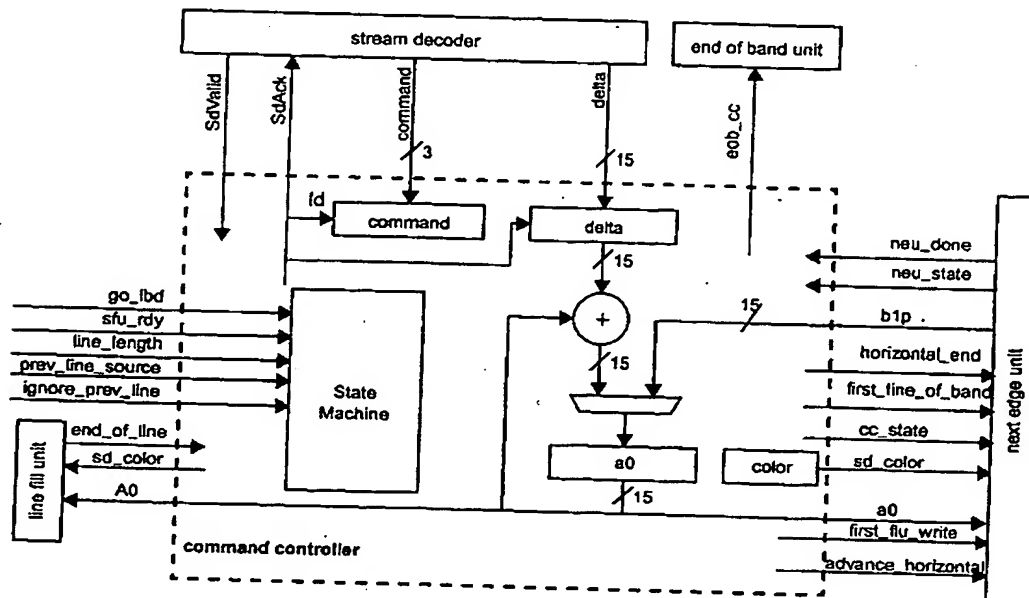 stream decoder
end of band unit
SdValid
SdAck
command
delta
eob_cc
3
15
fd
command
delta
15
neu_done
neu_state
15
b1p
go_lbd
sfu_rdy
line_length
prev_line_source
ignore_prev_line
+
15
horizontal_end
first_line_of_band
cc_state
next edge unit
State
Machine
line fill unit
end_of_line
sd_color
A0
a0
color
sd_color
15
a0
first_flu_write
advance_horizontal
command controller